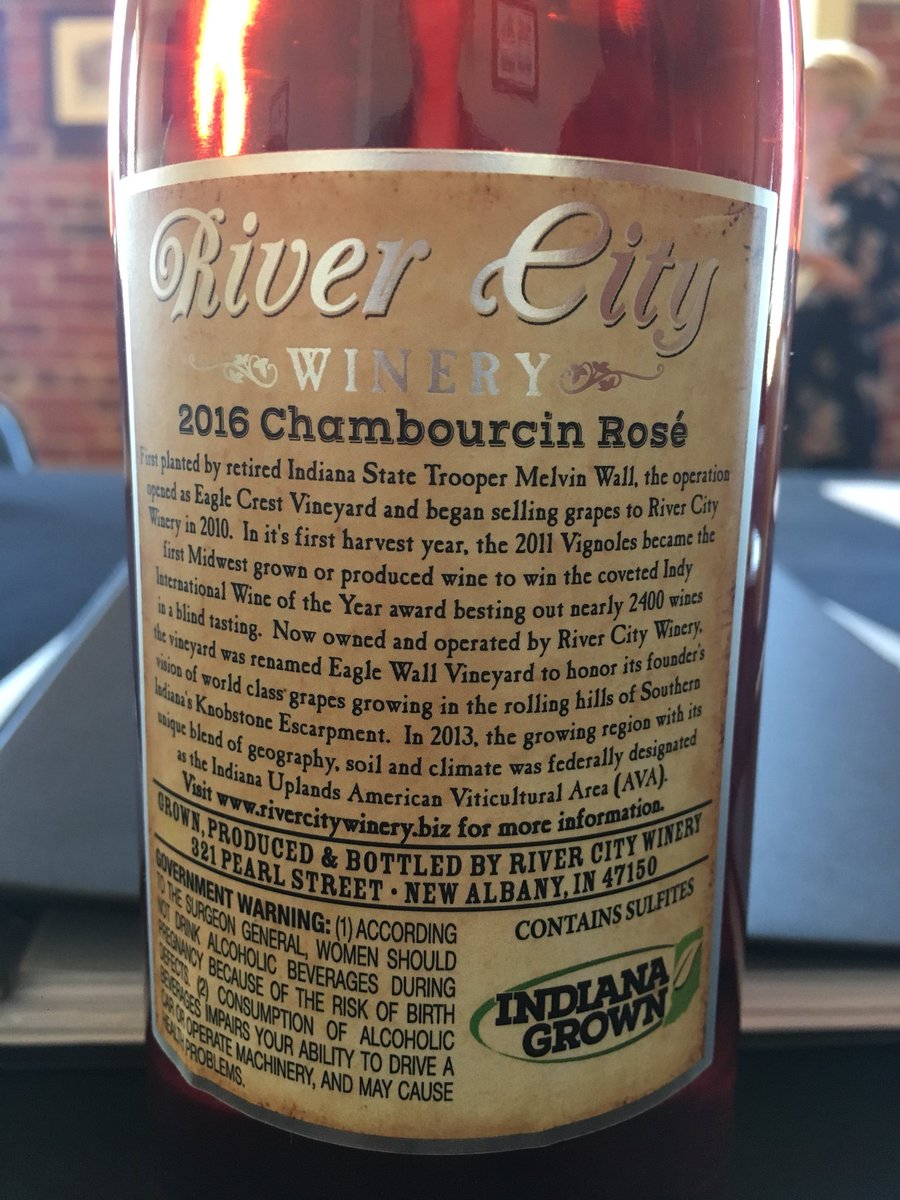 River City
WINERY
2016 Chambourcin Rosé
First planted by retired Indiana State Trooper Melvin Wall, the operation
opened as Eagle Crest Vineyard and began selling grapes to River City
Winery in 2010. In it's first harvest year, the 2011 Vignoles became the
first Midwest grown or produced wine to win the coveted Indy
International Wine of the Year award besting out nearly 2400 wines
in a blind tasting. Now owned and operated by River City Winery,
the vineyard was renamed Eagle Wall Vineyard to honor its founder's
vision of world class grapes growing in the rolling hills of Southern
Indiana's Knobstone Escarpment. In 2013, the growing region with its
unique blend of geography, soil and climate was federally designated
as the Indiana Uplands American Viticultural Area (AVA).
Visit www.rivercitywinery.biz for more information.
GROWN, PRODUCED & BOTTLED BY RIVER CITY WINERY
321 PEARL STREET • NEW ALBANY, IN 47150
GOVERNMENT WARNING: (1) ACCORDING
TO THE SURGEON GENERAL, WOMEN SHOULD
NOT DRINK ALCOHOLIC BEVERAGES DURING
PREGNANCY BECAUSE OF THE RISK OF BIRTH
DEFECTS. (2) CONSUMPTION OF ALCOHOLIC
BEVERAGES IMPAIRS YOUR ABILITY TO DRIVE A
CAR OR OPERATE MACHINERY, AND MAY CAUSE
HEALTH PROBLEMS.
CONTAINS SULFITES
INDIANA
GROWN